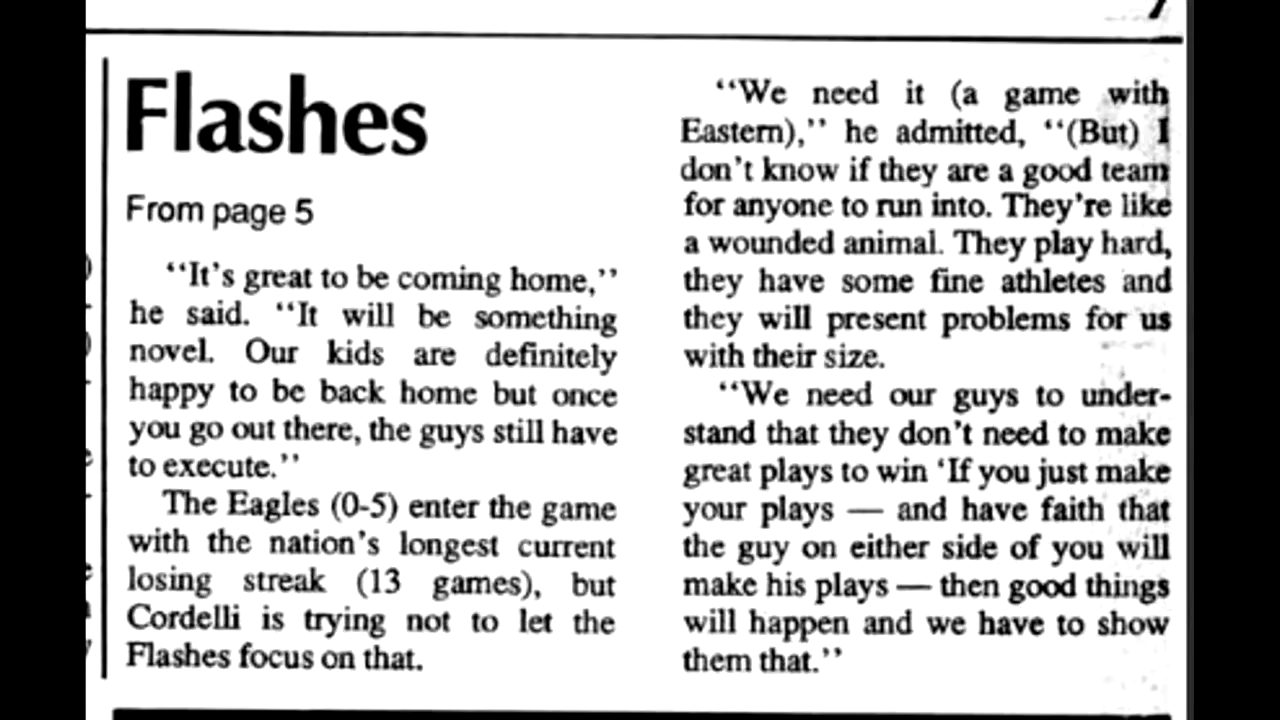 Flashes
From page 5
“It’s great to be coming home,”
he said. “It will be something
novel. Our kids are definitely
happy to be back home but once
you go out there, the guys still have
to execute.”
The Eagles (0-5) enter the game
with the nation’s longest current
losing streak (13 games), but
Cordelli is trying not to let the
Flashes focus on that.
“We need it (a game with
Eastern),” he admitted, “(But) I
don’t know if they are a good team
for anyone to run into. They’re like
a wounded animal. They play hard,
they have some fine athletes and
they will present problems for us
with their size.
“We need our guys to under-
stand that they don’t need to make
great plays to win ‘If you just make
your plays — and have faith that
the guy on either side of you will
make his plays — then good things
will happen and we have to show
them that.”